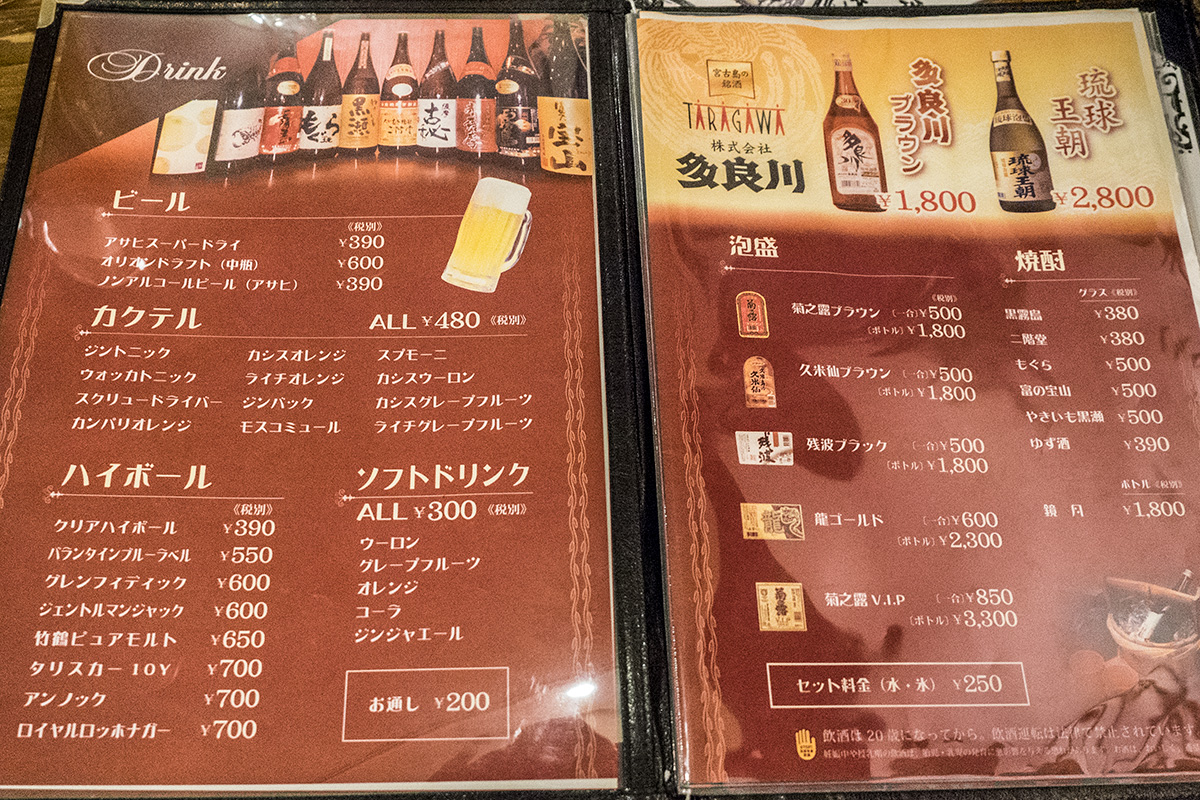 Drink
黒瀬
宝山
ビール
《税別》
アサヒスーパードライ ¥390
オリオンドラフト（中瓶） ¥600
ノンアルコールビール（アサヒ） ¥390
カクテル ALL ¥480《税別》
ジントニック カシスオレンジ スプモーニ
ウォッカトニック ライチオレンジ カシスウーロン
スクリュードライバー ジンバック カシスグレープフルーツ
カンパリオレンジ モスコミュール ライチグレープフルーツ
ハイボール
《税別》
クリアハイボール ¥390
バランタインブルーラベル ¥550
グレンフィディック ¥600
ジェントルマンジャック ¥600
竹鶴ピュアモルト ¥650
タリスカー 10Y ¥700
アンノック ¥700
ロイヤルロッホナガー ¥700
ソフトドリンク
ALL ¥300《税別》
ウーロン
グレープフルーツ
オレンジ
コーラ
ジンジャエール
お通し ¥200
宮古島の
銘酒
TARAGAWA
株式会社
多良川
多良川
多良川
ブラウン
¥1,800
琉球王朝
琉球
王朝
¥2,800
泡盛
《税別》
菊之露ブラウン 〔一合〕¥500
〔ボトル〕¥1,800
久米仙ブラウン 〔一合〕¥500
〔ボトル〕¥1,800
残波ブラック 〔一合〕¥500
〔ボトル〕¥1,800
龍ゴールド 〔一合〕¥600
〔ボトル〕¥2,300
菊之露 V.I.P 〔一合〕¥850
〔ボトル〕¥3,300
菊之露
久米仙
残波
龍
菊之露
焼酎
グラス《税別》
黒霧島 ¥380
二階堂 ¥380
もぐら ¥500
富の宝山 ¥500
やきいも黒瀬 ¥500
ゆず酒 ¥390
ボトル《税別》
鏡月 ¥1,800
セット料金（水・氷） ¥250
飲酒は20歳になってから。飲酒運転は法律で禁止されています